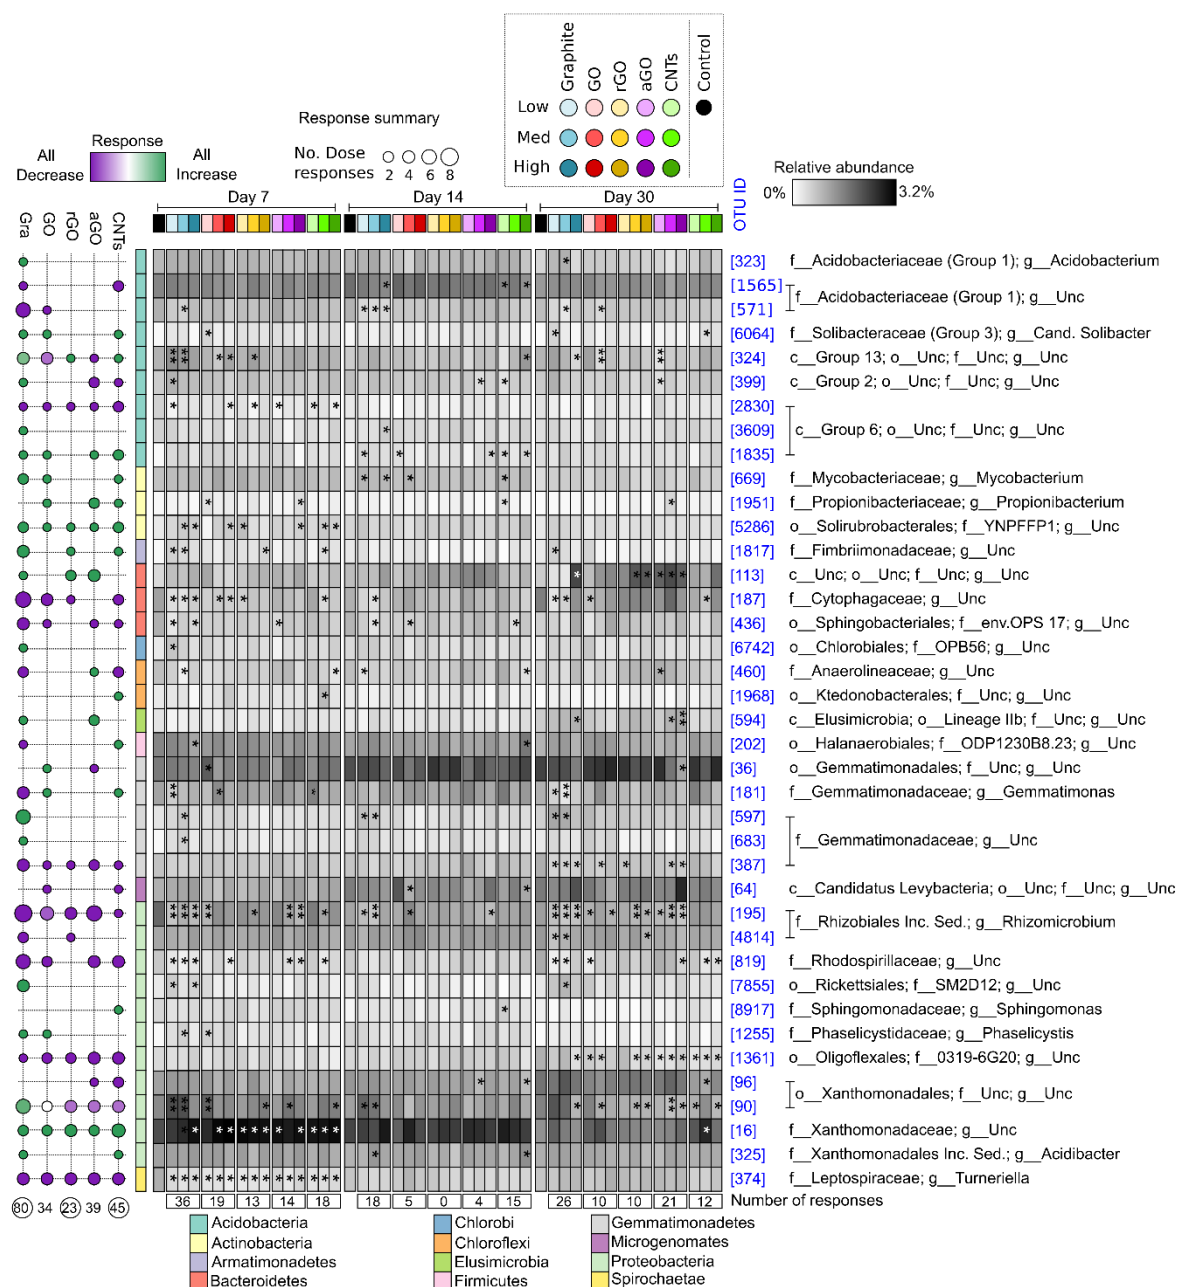 Graphite GO rGO aGO CNTs Control
Low
Med
High
Response summary
No. Dose responses
2 4 6 8
Response
All Decrease
All Increase
Relative abundance
0% 3.2%
Day 7 Day 14 Day 30
OTU ID
Gra GO rGO aGO CNTs
[323] f__Acidobacteriaceae (Group 1); g__Acidobacterium
[1565]
f__Acidobacteriaceae (Group 1); g__Unc
[571]
[6064] f__Solibacteraceae (Group 3); g__Cand. Solibacter
[324] c__Group 13; o__Unc; f__Unc; g__Unc
[399] c__Group 2; o__Unc; f__Unc; g__Unc
[2830]
[3609] c__Group 6; o__Unc; f__Unc; g__Unc
[1835]
[669] f__Mycobacteriaceae; g__Mycobacterium
[1951] f__Propionibacteriaceae; g__Propionibacterium
[5286] o__Solirubrobacterales; f__YNPFFP1; g__Unc
[1817] f__Fimbriimonadaceae; g__Unc
[113] c__Unc; o__Unc; f__Unc; g__Unc
[187] f__Cytophagaceae; g__Unc
[436] o__Sphingobacteriales; f__env.OPS 17; g__Unc
[6742] o__Chlorobiales; f__OPB56; g__Unc
[460] f__Anaerolineaceae; g__Unc
[1968] o__Ktedonobacterales; f__Unc; g__Unc
[594] c__Elusimicrobia; o__Lineage IIb; f__Unc; g__Unc
[202] o__Halanaerobiales; f__ODP1230B8.23; g__Unc
[36] o__Gemmatimonadales; f__Unc; g__Unc
[181] f__Gemmatimonadaceae; g__Gemmatimonas
[597]
[683] f__Gemmatimonadaceae; g__Unc
[387]
[64] c__Candidatus Levybacteria; o__Unc; f__Unc; g__Unc
[195]
f__Rhizobiales Inc. Sed.; g__Rhizomicrobium
[4814]
[819] f__Rhodospirillaceae; g__Unc
[7855] o__Rickettsiales; f__SM2D12; g__Unc
[8917] f__Sphingomonadaceae; g__Sphingomonas
[1255] f__Phaselicystidaceae; g__Phaselicystis
[1361] o__Oligoflexales; f__0319-6G20; g__Unc
[96]
o__Xanthomonadales; f__Unc; g__Unc
[90]
[16] f__Xanthomonadaceae; g__Unc
[325] f__Xanthomonadales Inc. Sed.; g__Acidibacter
[374] f__Leptospiraceae; g__Turneriella
80 34 23 39 45
36 19 13 14 18 18 5 0 4 15 26 10 10 21 12 Number of responses
Acidobacteria
Actinobacteria
Armatimonadetes
Bacteroidetes
Chlorobi
Chloroflexi
Elusimicrobia
Firmicutes
Gemmatimonadetes
Microgenomates
Proteobacteria
Spirochaetae